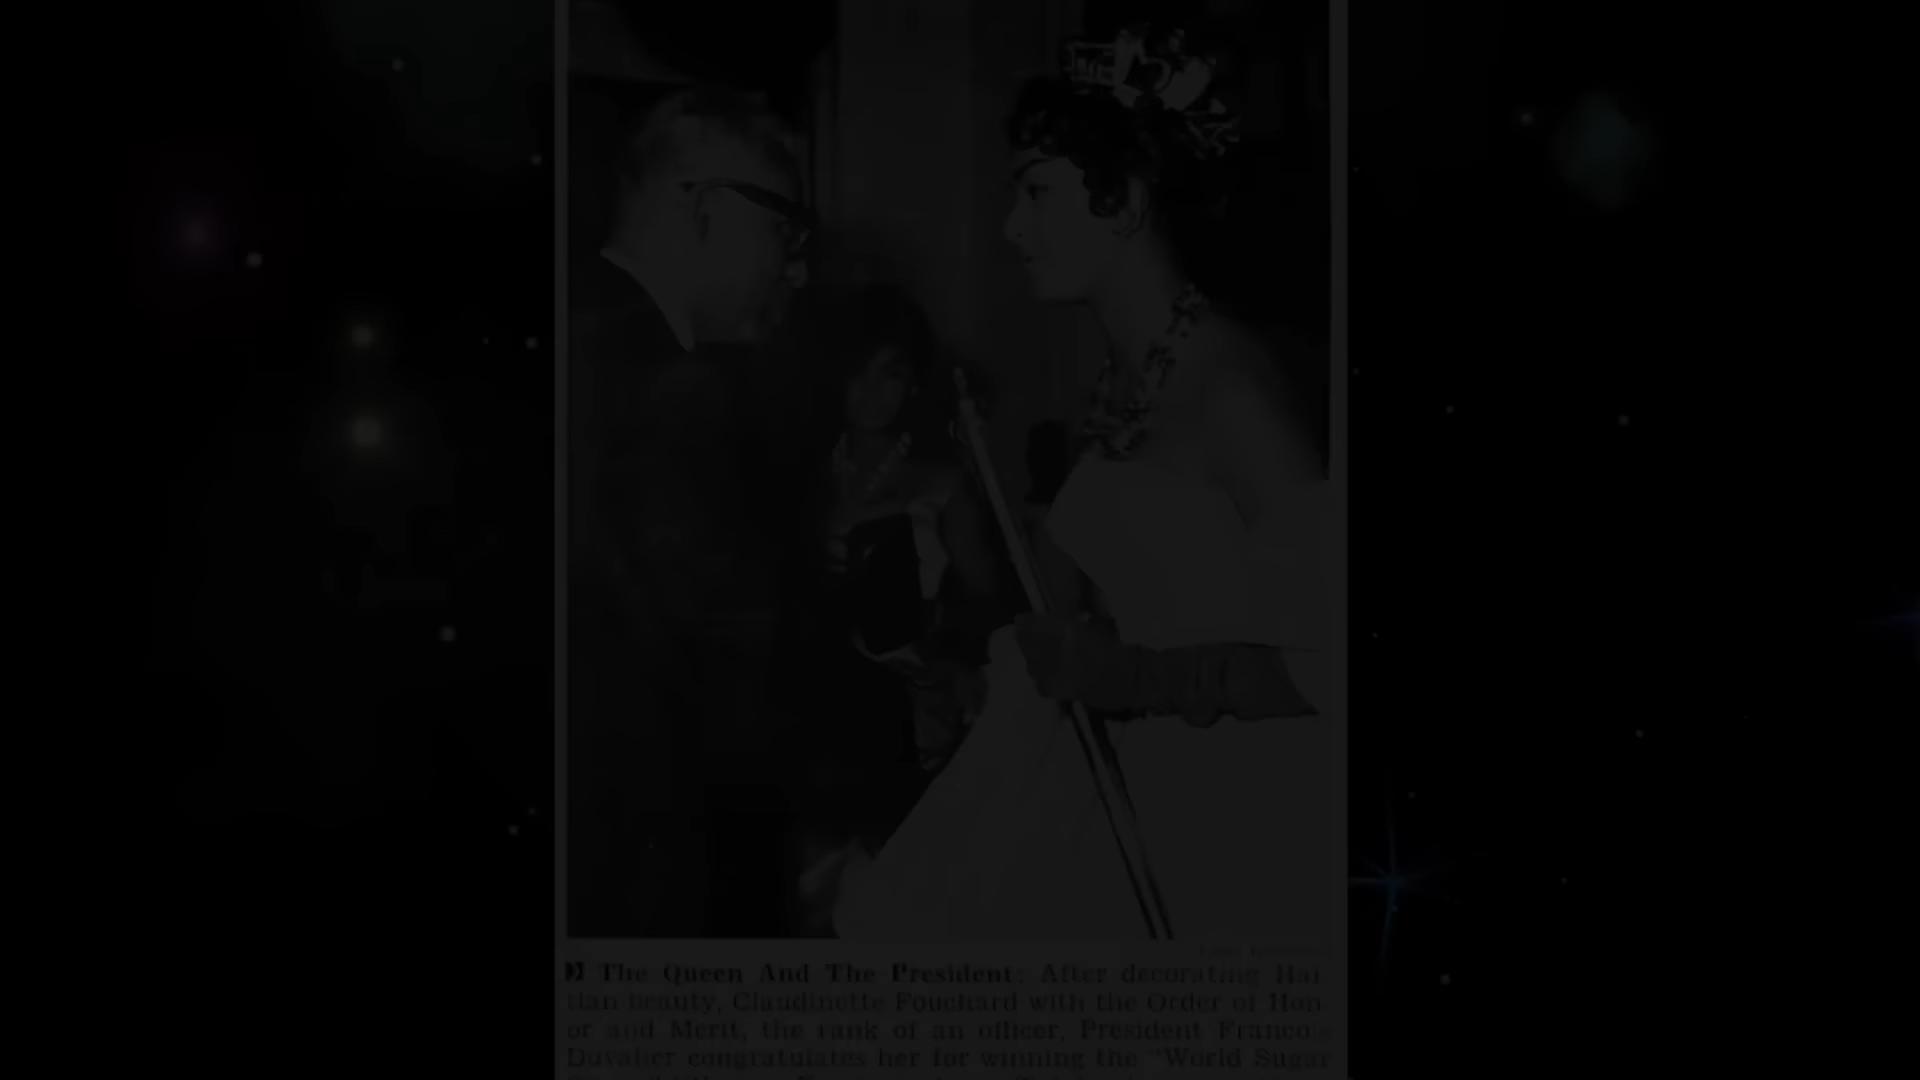 The Queen And The President: After decorating Hai-
tian beauty, Claudinette Fouchard with the Order of Hon-
or and Merit, the rank of an officer, President Francois
Duvalier congratulates her for winning the "World Sugar